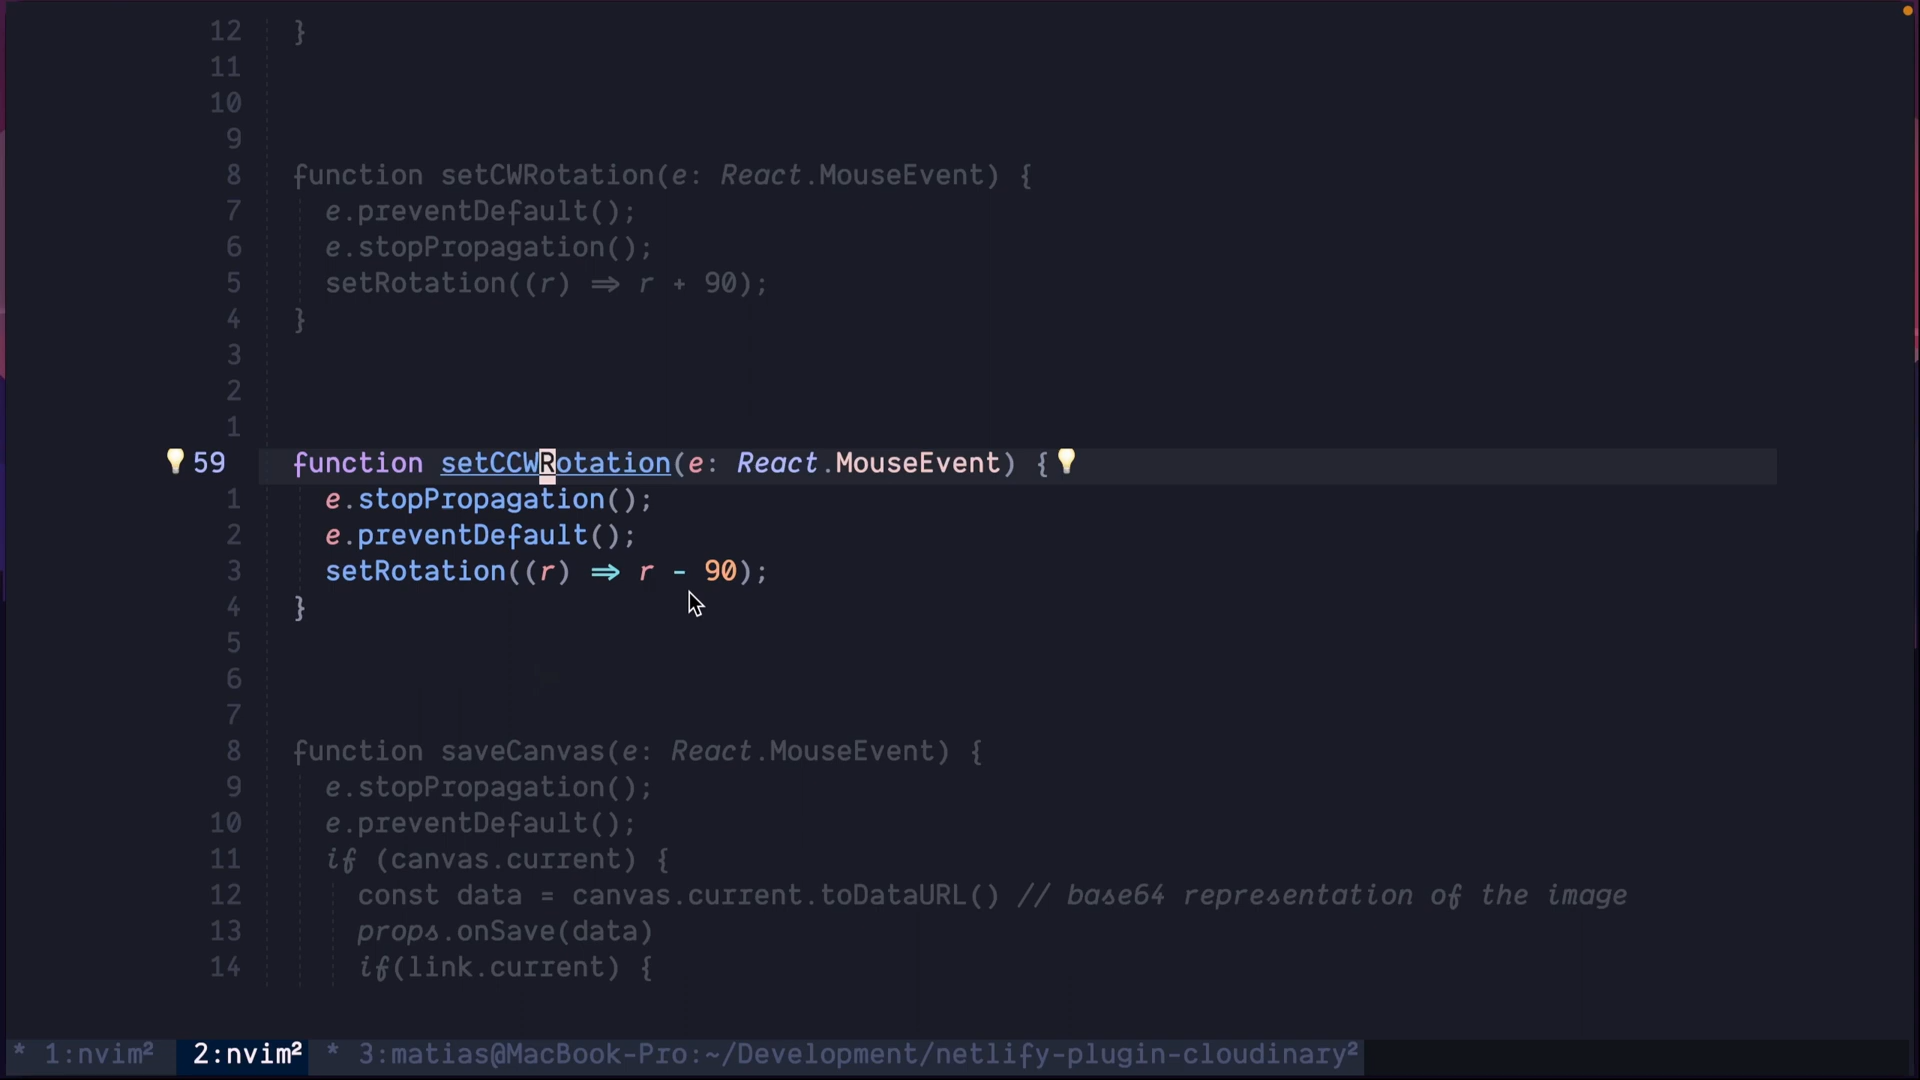 12 }
11
10
9
8 function setCWRotation(e: React.MouseEvent) {
7 e.preventDefault();
6 e.stopPropagation();
5 setRotation((r) => r + 90);
4 }
3
2
1
59 function setCCWRotation(e: React.MouseEvent) {
1 e.stopPropagation();
2 e.preventDefault();
3 setRotation((r) => r - 90);
4 }
5
6
7
8 function saveCanvas(e: React.MouseEvent) {
9 e.stopPropagation();
10 e.preventDefault();
11 if (canvas.current) {
12 const data = canvas.current.toDataURL() // base64 representation of the image
13 props.onSave(data)
14 if(link.current) {
* 1:nvim² 2:nvim² * 3:matias@MacBook-Pro:~/Development/netlify-plugin-cloudinary²